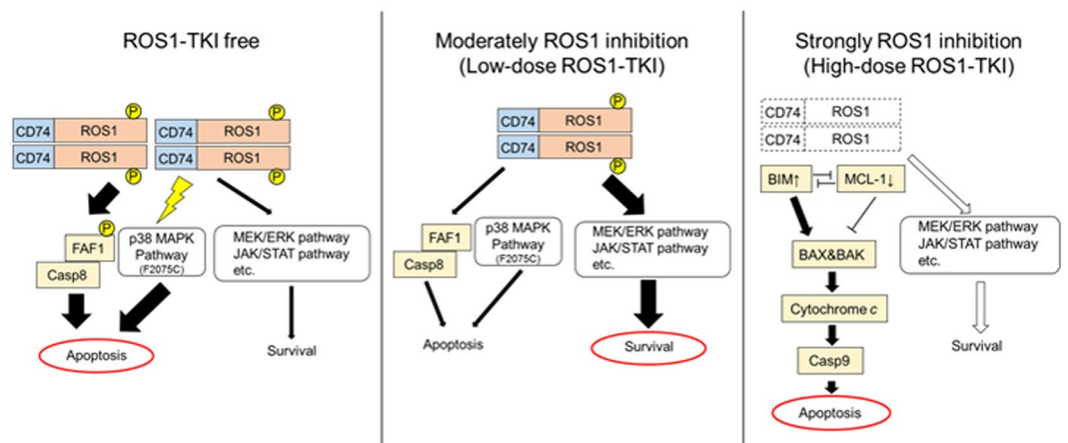 ROS1-TKI free
P
P
CD74 ROS1
CD74 ROS1
CD74 ROS1
CD74 ROS1
P
P
P
FAF1
Casp8
p38 MAPK
Pathway
(F2075C)
MEK/ERK pathway
JAK/STAT pathway
etc.
Apoptosis
Survival
Moderately ROS1 inhibition
(Low-dose ROS1-TKI)
P
CD74 ROS1
CD74 ROS1
P
FAF1
Casp8
p38 MAPK
Pathway
(F2075C)
MEK/ERK pathway
JAK/STAT pathway
etc.
Apoptosis
Survival
Strongly ROS1 inhibition
(High-dose ROS1-TKI)
CD74 ROS1
CD74 ROS1
BIM↑
MCL-1↓
BAX&BAK
MEK/ERK pathway
JAK/STAT pathway
etc.
Cytochrome c
Casp9
Apoptosis
Survival